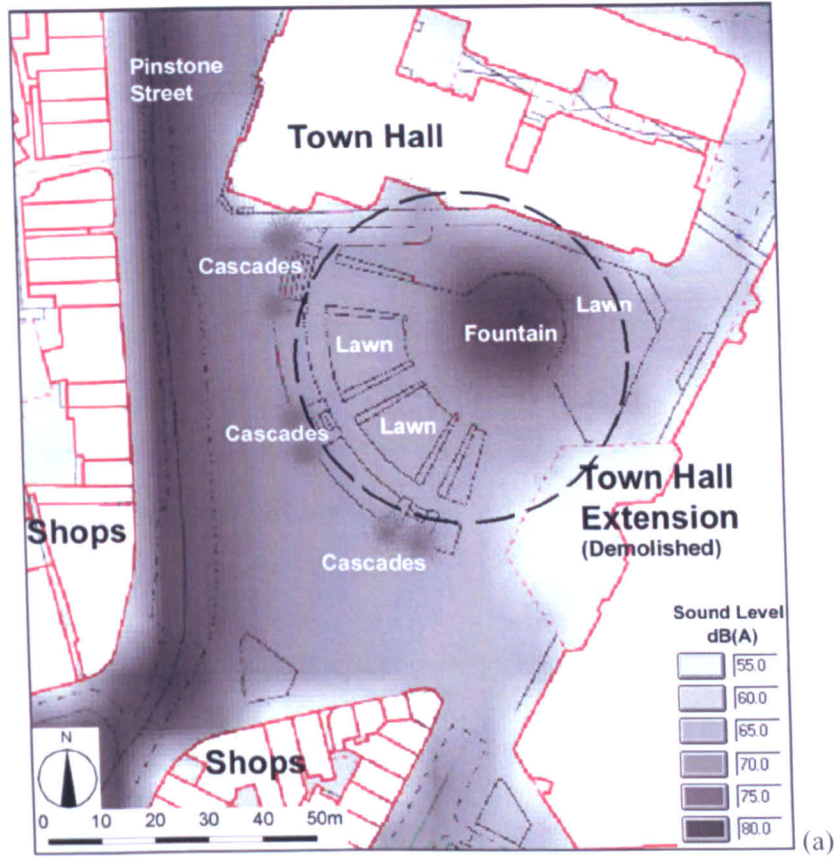 Pinstone
Street
Town Hall
Cascades
Lawn
Lawn
Fountain
Cascades
Lawn
Town Hall
Extension
(Demolished)
Shops
Cascades
Sound Level
dB(A)
55.0
60.0
65.0
70.0
75.0
80.0
N
Shops
0 10 20 30 40 50m
(a)